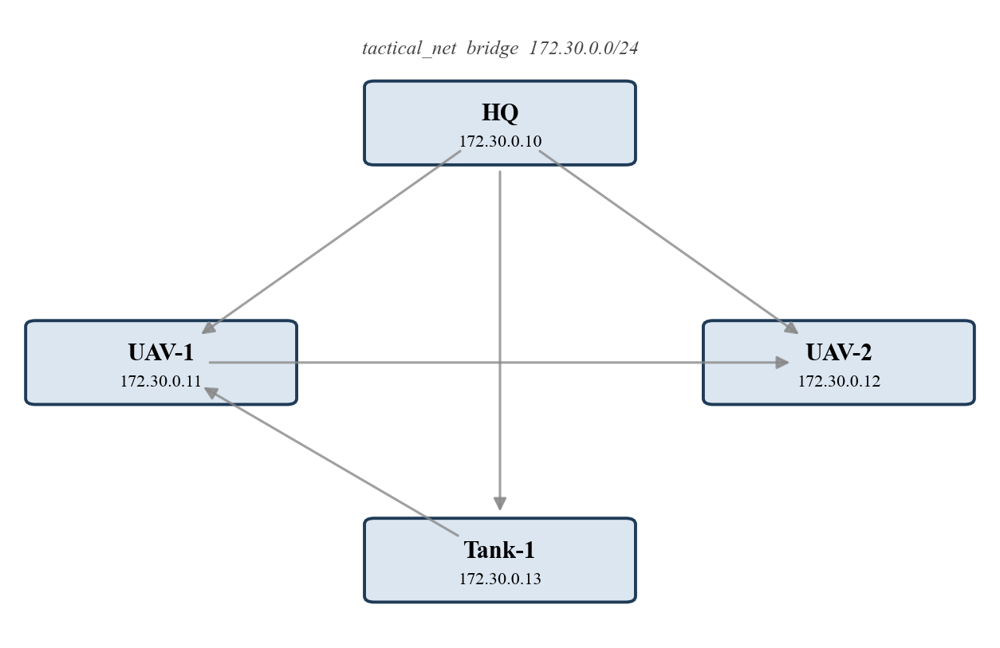 tactical_net bridge 172.30.0.0/24
HQ
172.30.0.10
UAV-1
172.30.0.11
UAV-2
172.30.0.12
Tank-1
172.30.0.13